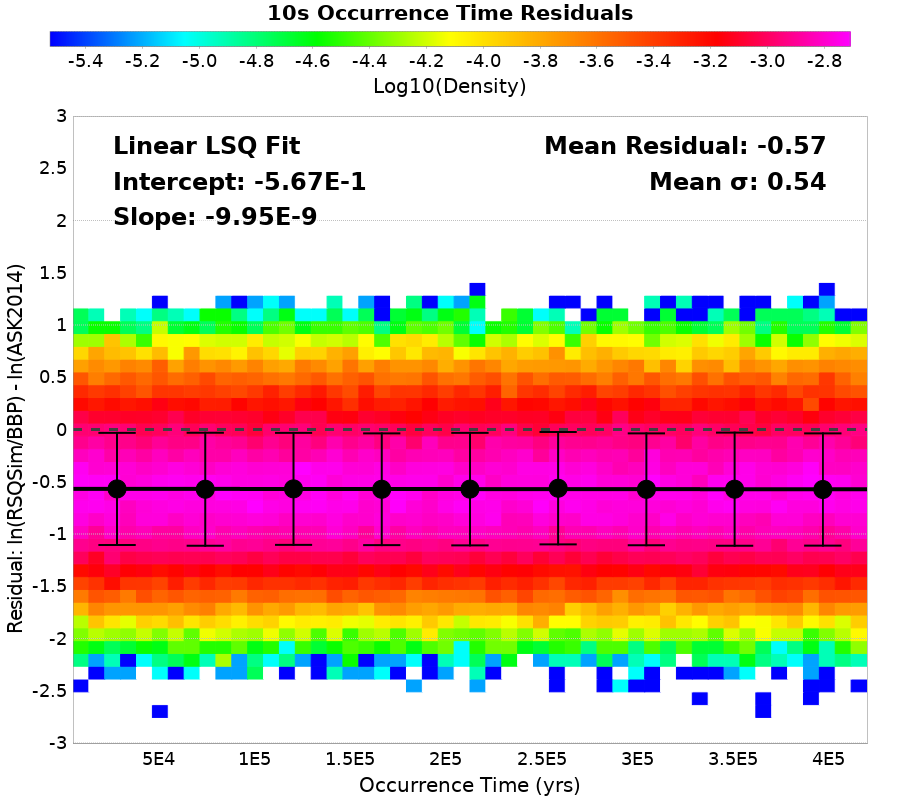 10s Occurrence Time Residuals
-5.4 -5.2 -5.0 -4.8 -4.6 -4.4 -4.2 -4.0 -3.8 -3.6 -3.4 -3.2 -3.0 -2.8
Log10(Density)
Linear LSQ Fit
Intercept: -5.67E-1
Slope: -9.95E-9
Mean Residual: -0.57
Mean σ: 0.54
Residual: ln(RSQSim/BBP) - ln(ASK2014)
3
2.5
2
1.5
1
0.5
0
-0.5
-1
-1.5
-2
-2.5
-3
5E4 1E5 1.5E5 2E5 2.5E5 3E5 3.5E5 4E5
Occurrence Time (yrs)